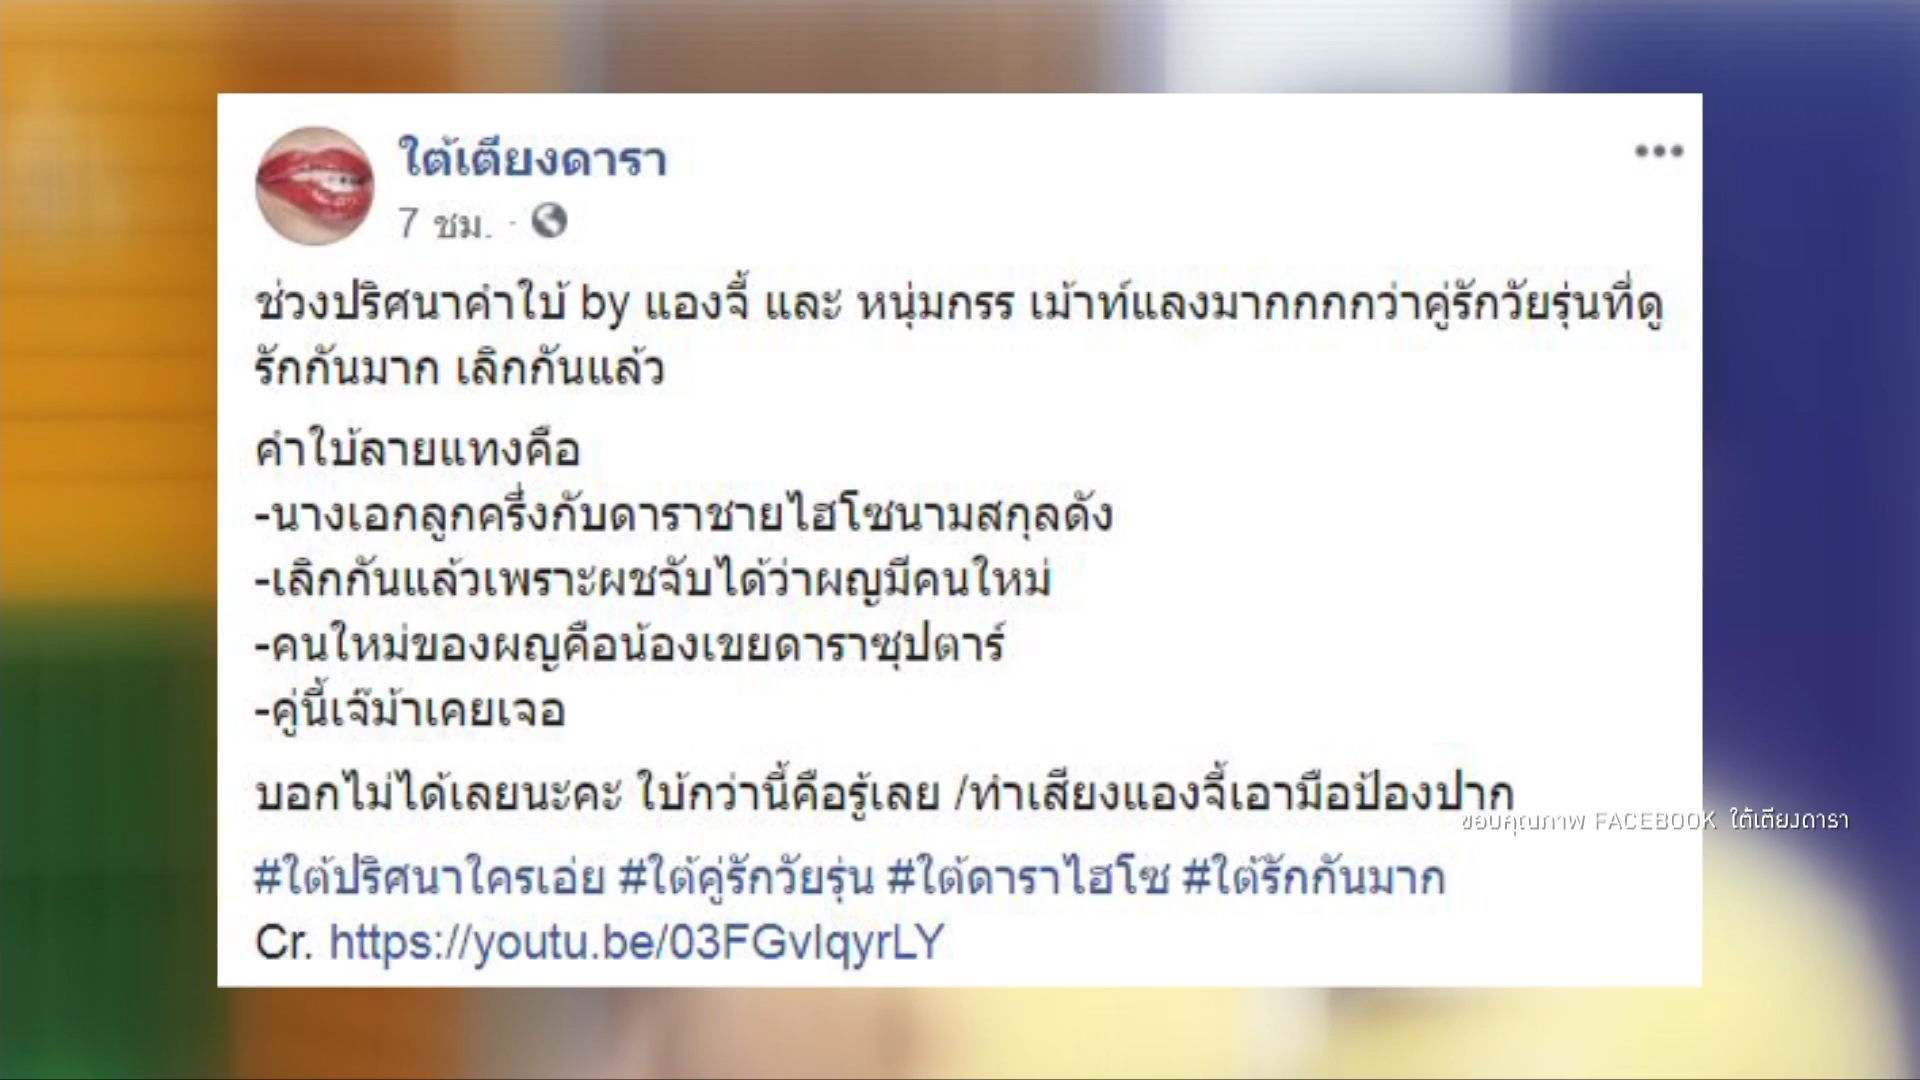 ใต้เตียงดารา
7 ชม. ·
ช่วงปริศนาคำใบ้ by แองจี้ และ หนุ่มกรร เม้าท์แลงมากกกกว่าคู่รักวัยรุ่นที่ดู
รักกันมาก เลิกกันแล้ว
คำใบ้ลายแทงคือ
-นางเอกลูกครึ่งกับดาราชายไฮโซนามสกุลดัง
-เลิกกันแล้วเพราะผชจับได้ว่าผญมีคนใหม่
-คนใหม่ของผญคือน้องเขยดาราซุปตาร์
-คู่นี้เจ๊ม้าเคยเจอ
บอกไม่ได้เลยนะคะ ใบ้กว่านี้คือรู้เลย /ทำเสียงแองจี้เอามือป้องปาก
ขอบคุณภาพ FACEBOOK ใต้เตียงดารา
#ใต้ปริศนาใครเอ่ย #ใต้คู่รักวัยรุ่น #ใต้ดาราไฮโซ #ใต้รักกันมาก
Cr. https://youtu.be/03FGvlqyrLY